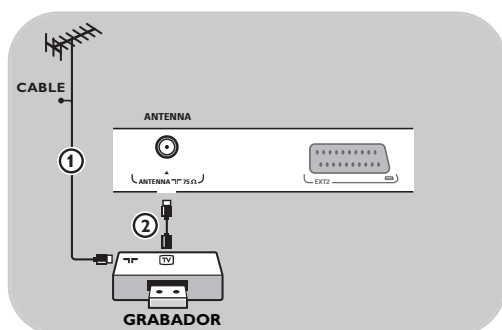 CABLE
ANTENNA
1
ANTENNA 75 Ω
EXT2
2
TV
GRABADOR